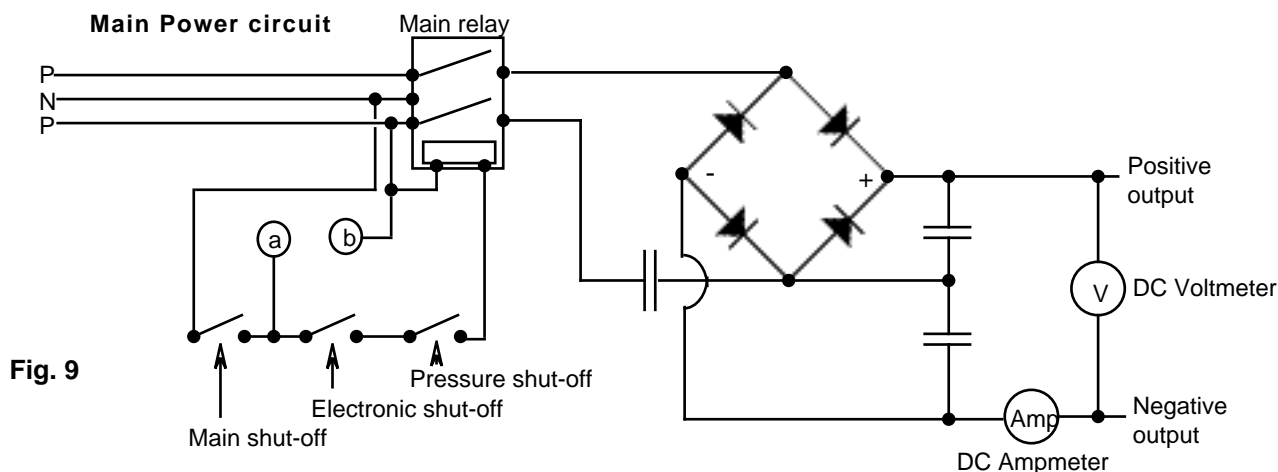 Main Power circuit
Main relay
P
N
P
a
b
-
+
Positive
output
V
DC Voltmeter
Fig. 9
Pressure shut-off
Electronic shut-off
Main shut-off
Amp
Negative
output
DC Ampmeter